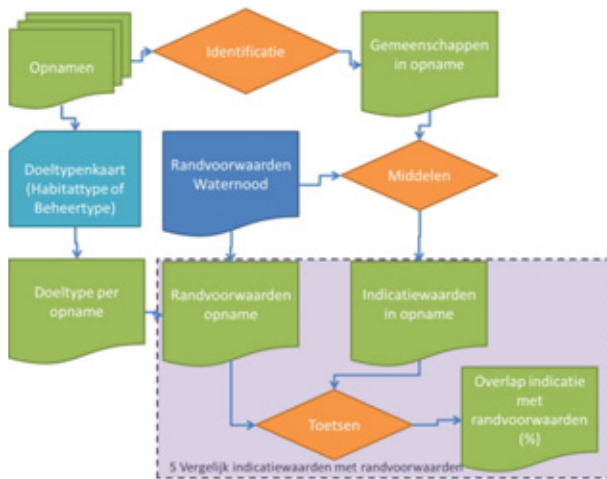 Opnamen
Identificatie
Gemeenschappen
in opname
Doeltypenkaart
(Habitattype of
Beheertype)
Randvoorwaarden
Waternood
Middelen
Doeltype per
opname
Randvoorwaarden
opname
Indicatiewaarden
in opname
Toetsen
Overlap indicatie
met
randvoorwaarden
(%)
5 Vergelijk indicatiewaarden met randvoorwaarden